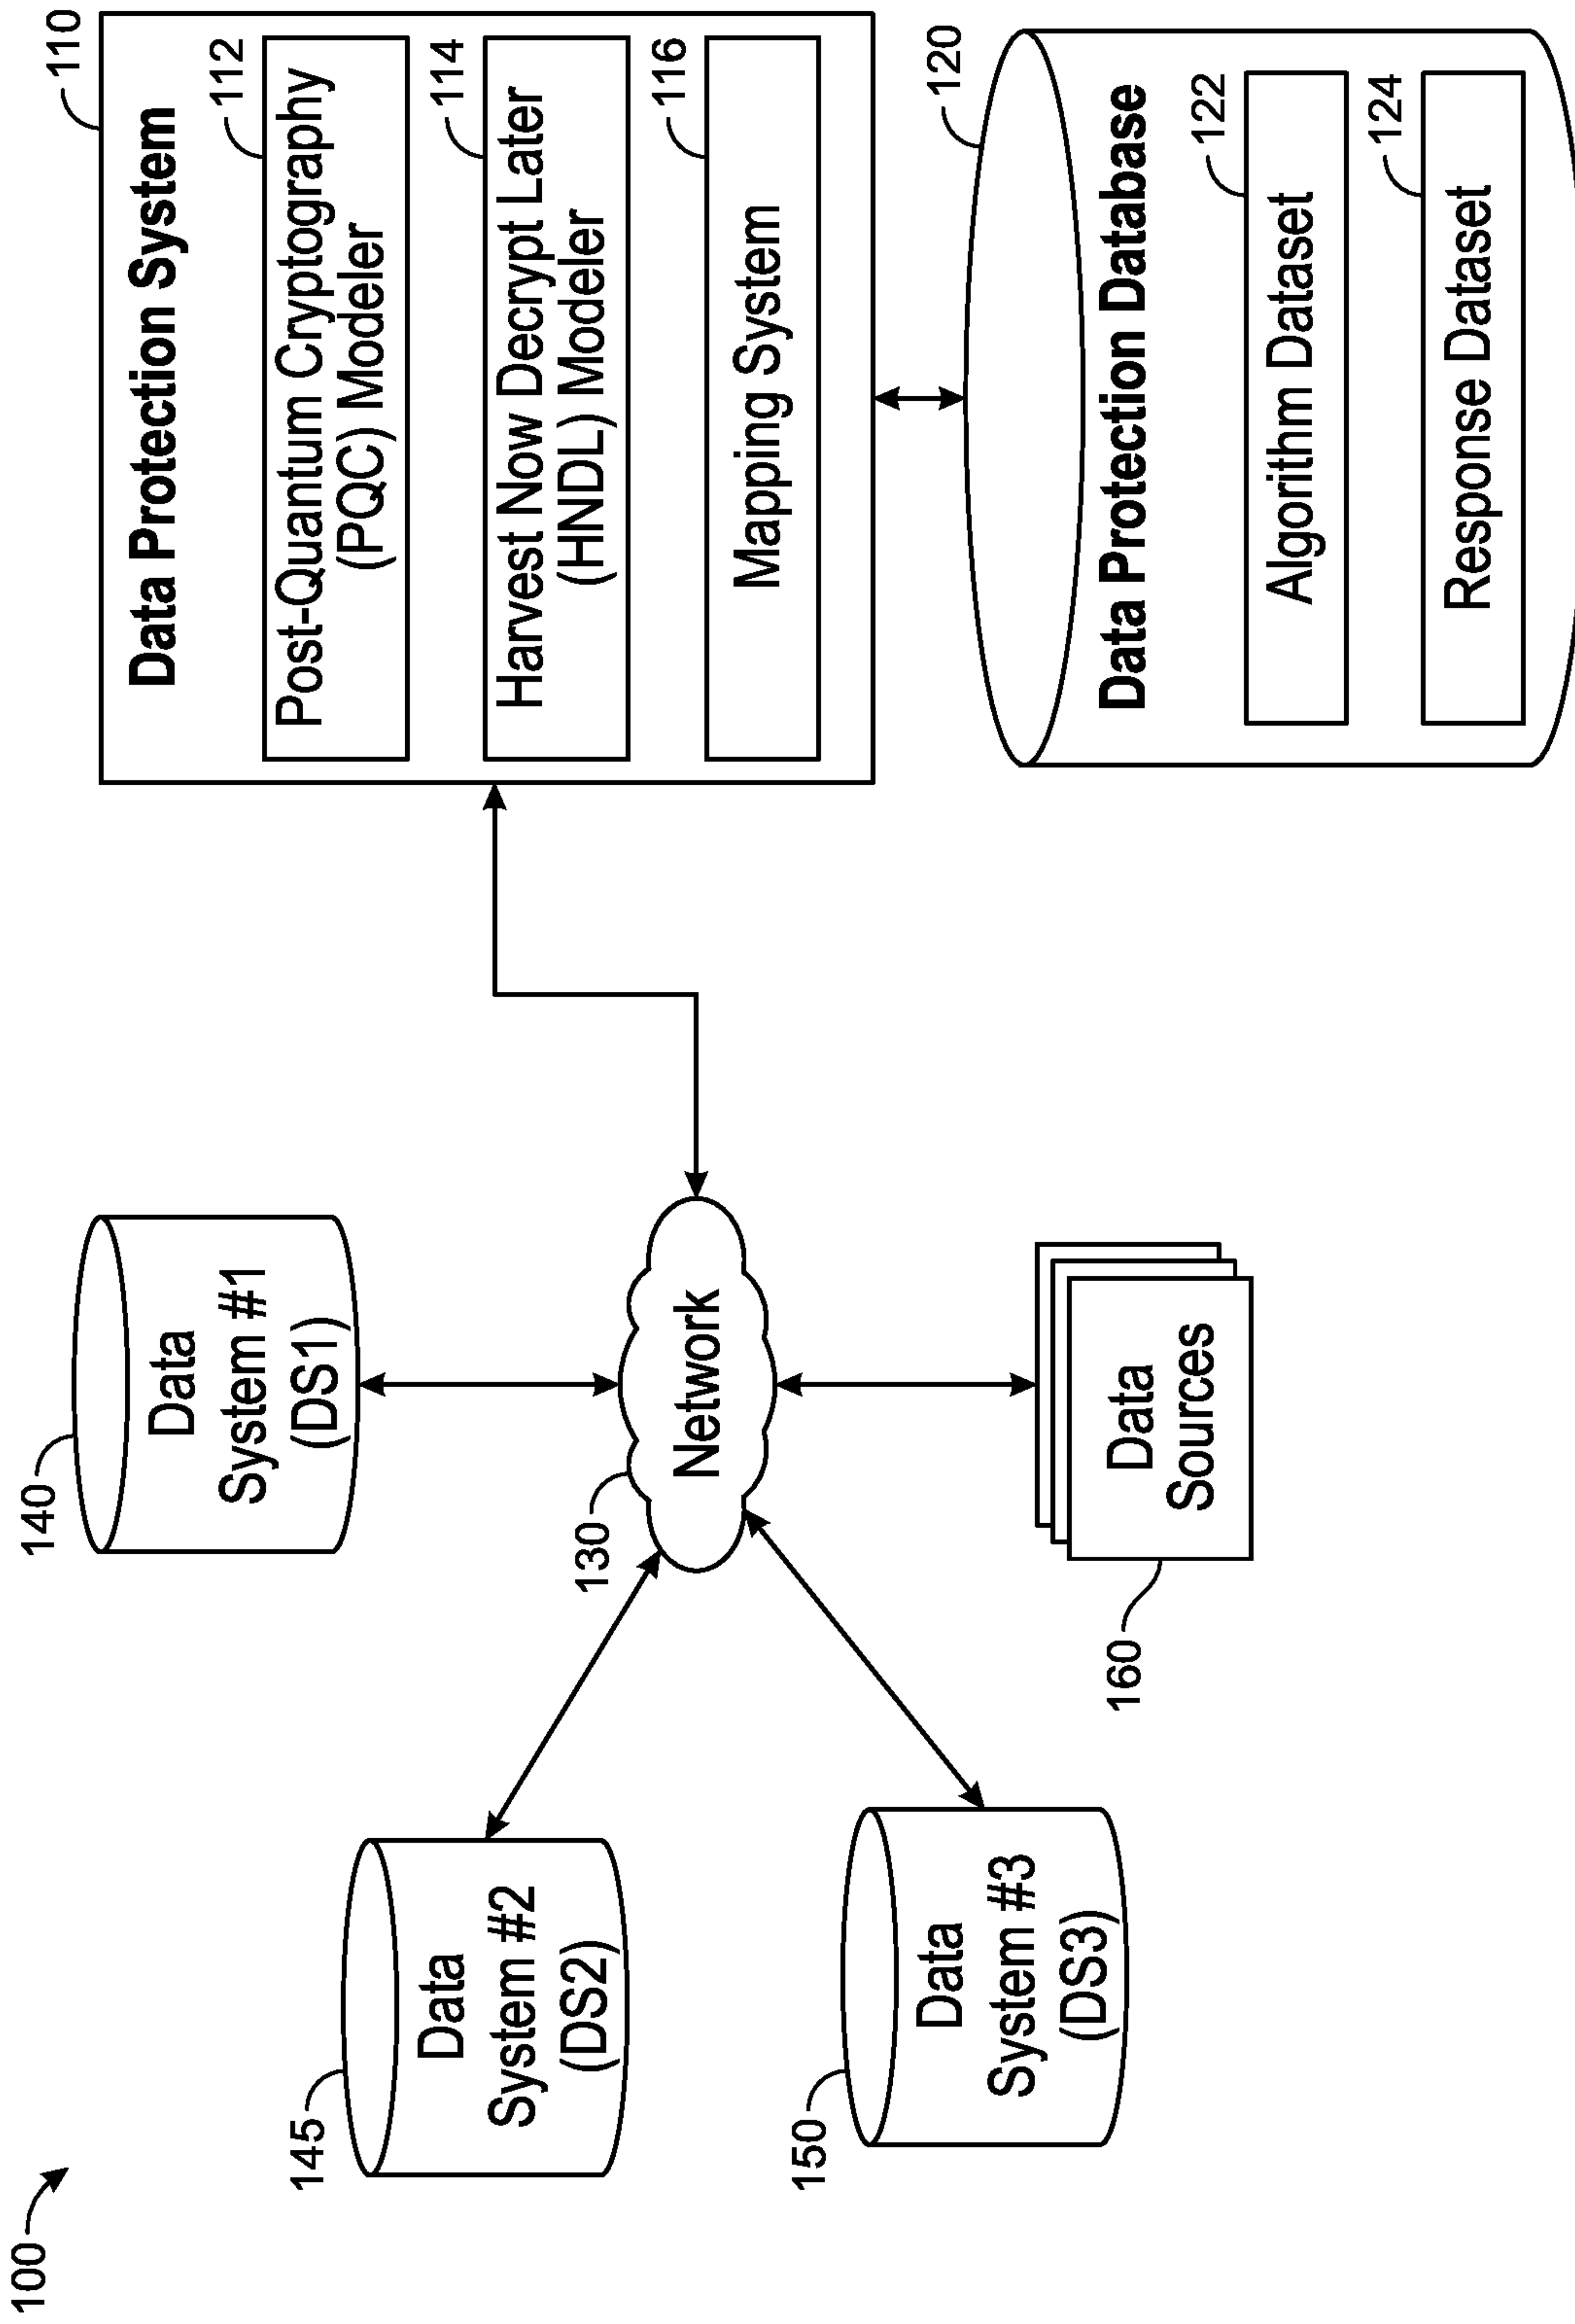 100
110
Data Protection System
112
Post-Quantum Cryptography
(PQC) Modeler
114
Harvest Now Decrypt Later
(HNDL) Modeler
116
Mapping System
120
Data Protection Database
122
Algorithm Dataset
124
Response Dataset
140
Data
System #1
(DS1)
145
Data
System #2
(DS2)
130
Network
150
Data
System #3
(DS3)
160
Data
Sources